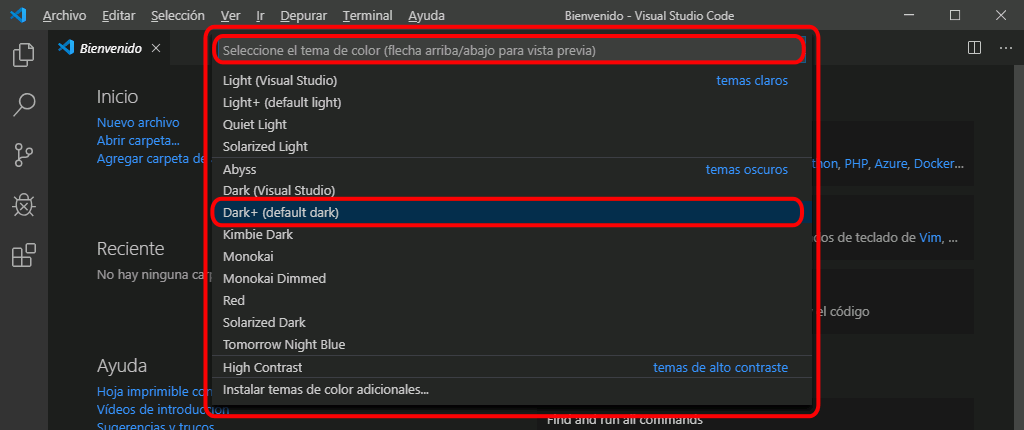 Archivo Editar Selección Ver Ir Depurar Terminal Ayuda Bienvenido - Visual Studio Code
Bienvenido
Seleccione el tema de color (flecha arriba/abajo para vista previa)
Light (Visual Studio) temas claros
Light+ (default light)
Quiet Light
Solarized Light
Abyss temas oscuros
Dark (Visual Studio)
Dark+ (default dark)
Kimbie Dark
Monokai
Monokai Dimmed
Red
Solarized Dark
Tomorrow Night Blue
High Contrast temas de alto contraste
Instalar temas de color adicionales...
Inicio
Nuevo archivo
Abrir carpeta...
Agregar carpeta de
Reciente
No hay ninguna carp
Ayuda
Hoja imprimible con
Vídeos de introducción
Sugerencias y trucos
thon, PHP, Azure, Docker...
dos de teclado de Vim, ...
el código
Find and run all commands